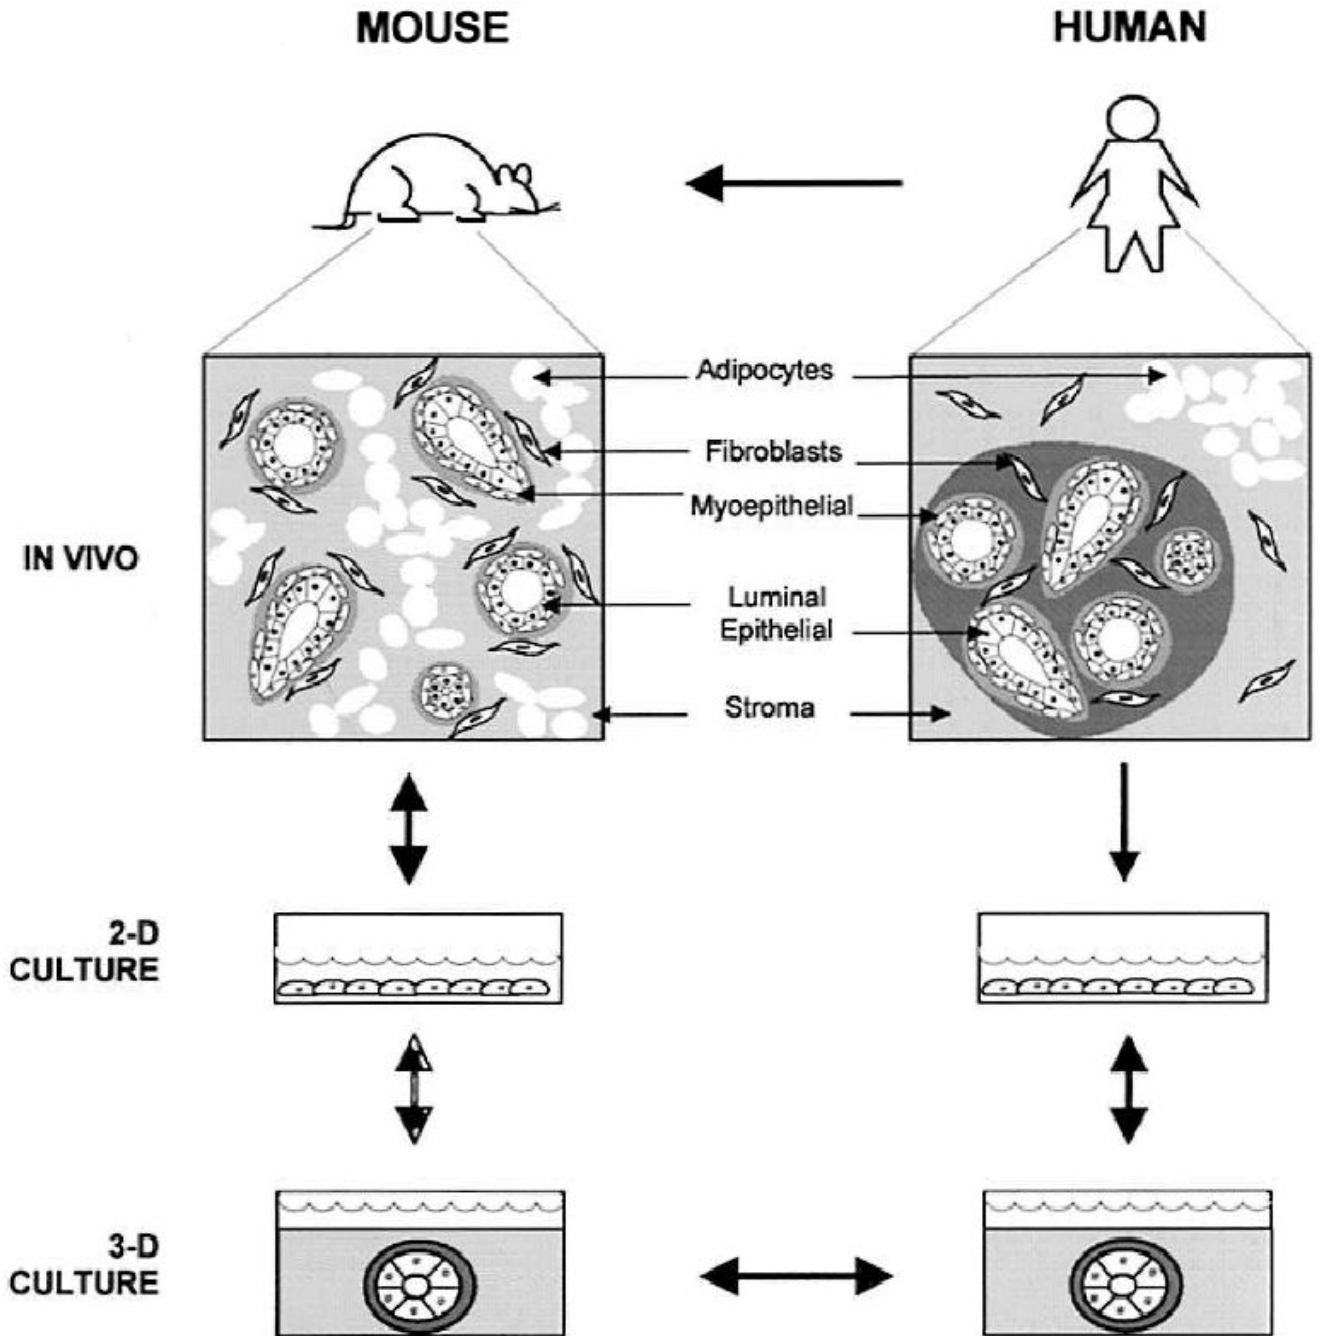 MOUSE
HUMAN
Adipocytes
Fibroblasts
Myoepithelial
IN VIVO
Luminal
Epithelial
Stroma
2-D
CULTURE
3-D
CULTURE